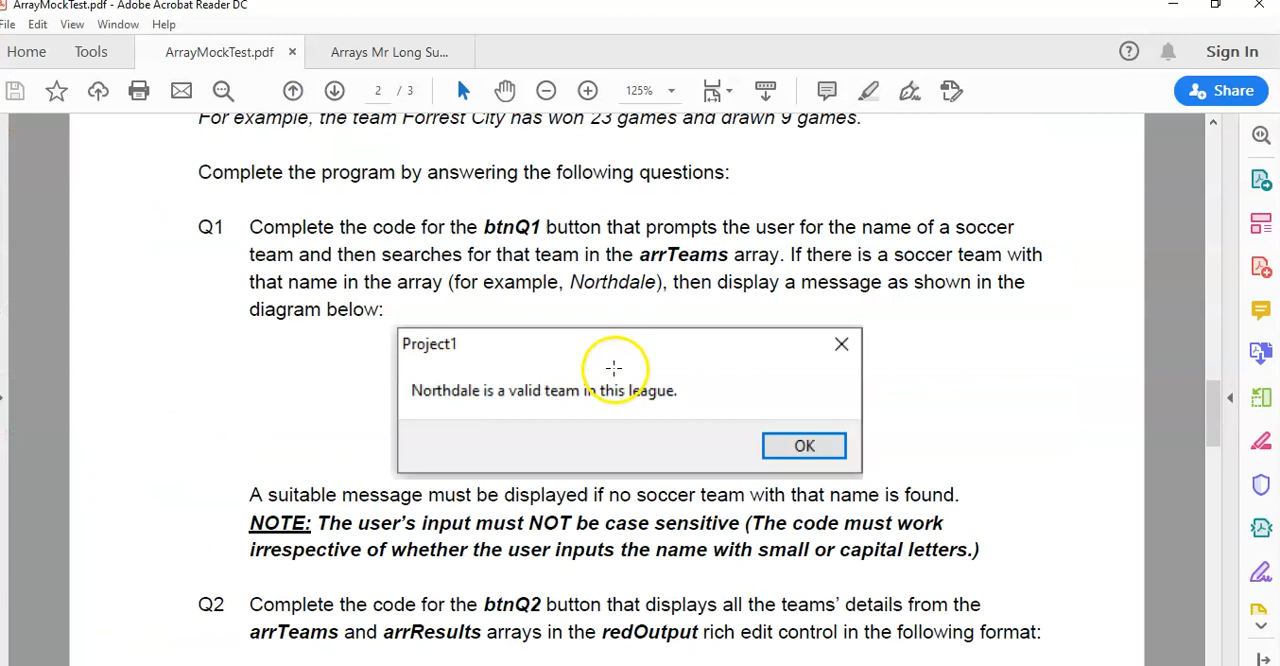 ArrayMockTest.pdf - Adobe Acrobat Reader DC
File Edit View Window Help
Home Tools ArrayMockTest.pdf × Arrays Mr Long Su... Sign In
2 / 3 125% Share
For example, the team Forrest City has won 23 games and drawn 9 games.
Complete the program by answering the following questions:
Q1 Complete the code for the btnQ1 button that prompts the user for the name of a soccer
team and then searches for that team in the arrTeams array. If there is a soccer team with
that name in the array (for example, Northdale), then display a message as shown in the
diagram below:
Project1
Northdale is a valid team in this league.
OK
A suitable message must be displayed if no soccer team with that name is found.
NOTE: The user's input must NOT be case sensitive (The code must work
irrespective of whether the user inputs the name with small or capital letters.)
Q2 Complete the code for the btnQ2 button that displays all the teams' details from the
arrTeams and arrResults arrays in the redOutput rich edit control in the following format: